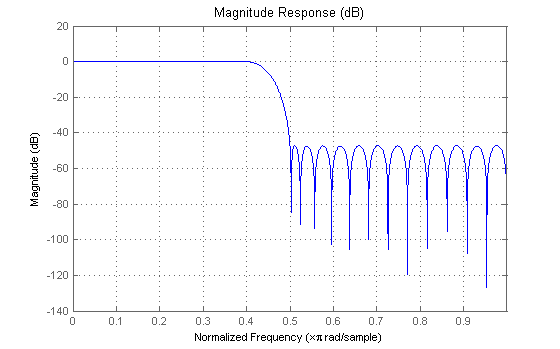 Magnitude Response (dB)
20
0
-20
-40
-60
-80
-100
-120
-140
Magnitude (dB)
0 0.1 0.2 0.3 0.4 0.5 0.6 0.7 0.8 0.9
Normalized Frequency (×π rad/sample)